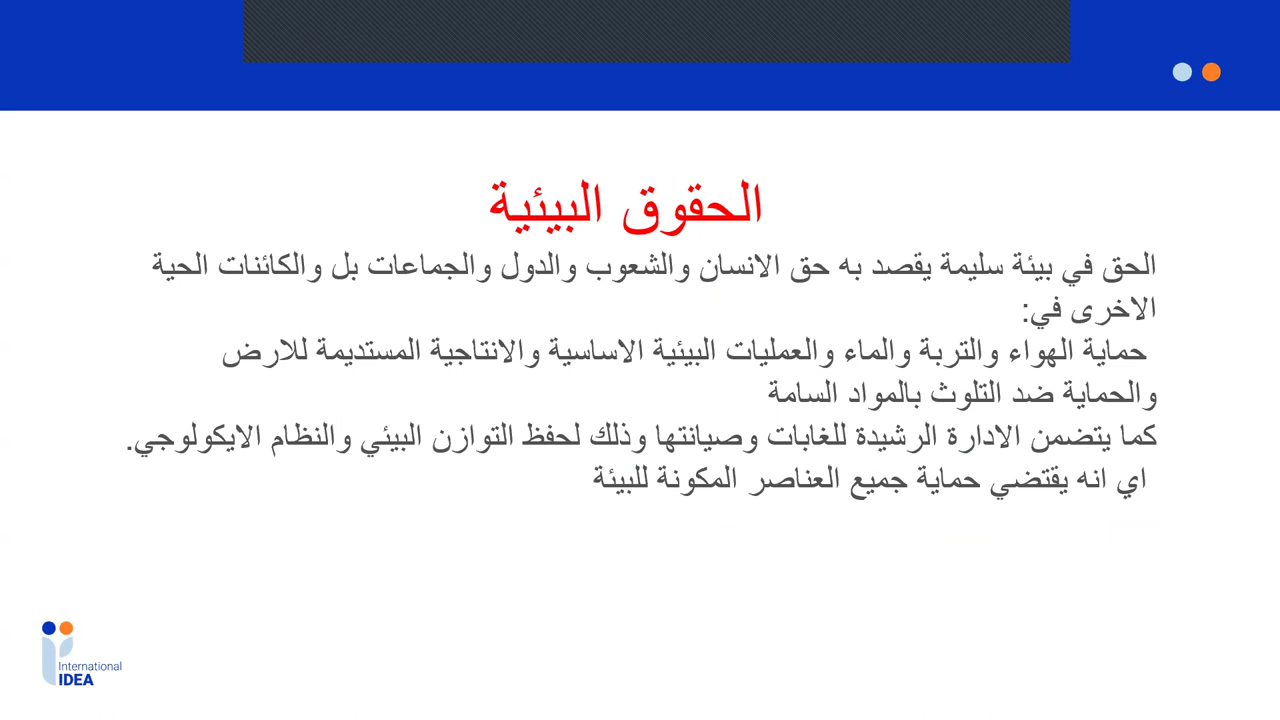 الحقوق البيئية
الحق في بيئة سليمة يقصد به حق الانسان والشعوب والدول والجماعات بل والكائنات الحية
الاخرى في:
حماية الهواء والتربة والماء والعمليات البيئية الاساسية والانتاجية المستديمة للارض
والحماية ضد التلوث بالمواد السامة
كما يتضمن الادارة الرشيدة للغابات وصيانتها وذلك لحفظ التوازن البيئي والنظام الايكولوجي.
اي انه يقتضي حماية جميع العناصر المكونة للبيئة
International
IDEA